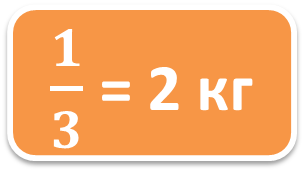 1/3 = 2 кг